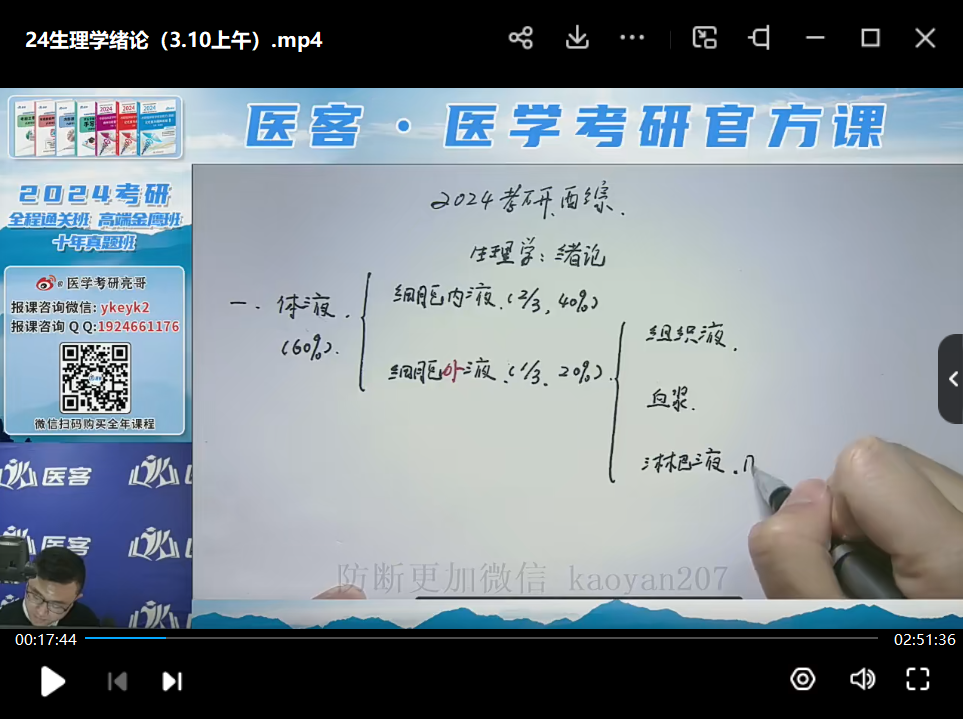 24生理学绪论（3.10上午）.mp4
医客·医学考研官方课
2024考研
全程通关班 高端金鹰班
十年真题班
@医学考研亮哥
报课咨询微信: ykeyk2
报课咨询QQ:1924661176
微信扫码购买全年课程
医客
医客
2024考研西综.
生理学：绪论
一. 体液.
(60%).
细胞内液.(2/3, 40%)
细胞外液.(1/3. 20%).
组织液.
血浆.
淋巴液.
防断更加微信 kaoyan207
00:17:44
02:51:36